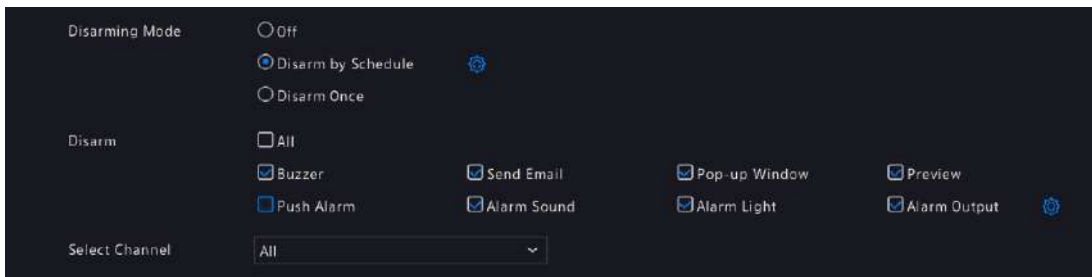 Disarming Mode Off
Disarm by Schedule
Disarm Once
Disarm All
Buzzer Send Email Pop-up Window Preview
Push Alarm Alarm Sound Alarm Light Alarm Output
Select Channel All